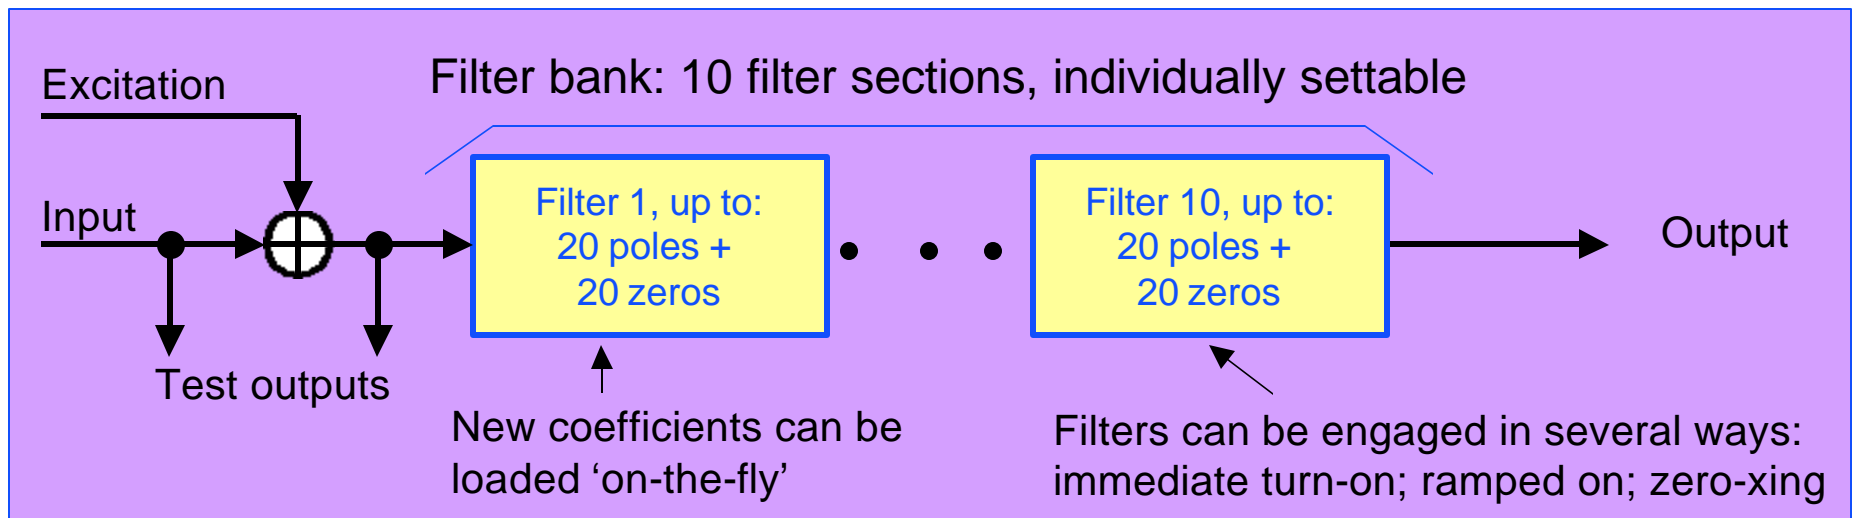 Filter bank: 10 filter sections, individually settable
Excitation
Input
Filter 1, up to:
20 poles +
20 zeros
Filter 10, up to:
20 poles +
20 zeros
Output
Test outputs
New coefficients can be
loaded ‘on-the-fly’
Filters can be engaged in several ways:
immediate turn-on; ramped on; zero-xing